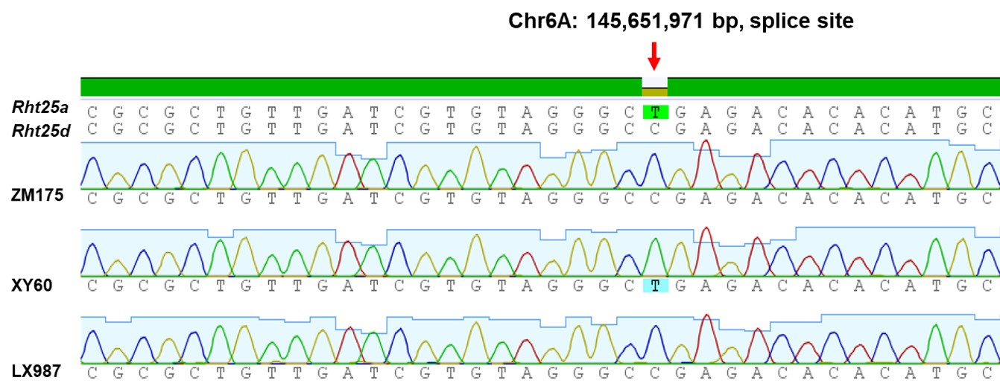 Chr6A: 145,651,971 bp, splice site
Rht25a C G C G C T G T T G A T C G T G T A G G G C T G A G A C A C A C A T G C
Rht25d C G C G C T G T T G A T C G T G T A G G G C C G A G A C A C A C A T G C
ZM175 C G C G C T G T T G A T C G T G T A G G G C C G A G A C A C A C A T G C
XY60 C G C G C T G T T G A T C G T G T A G G G C T G A G A C A C A C A T G C
LX987 C G C G C T G T T G A T C G T G T A G G G C C G A G A C A C A C A T G C